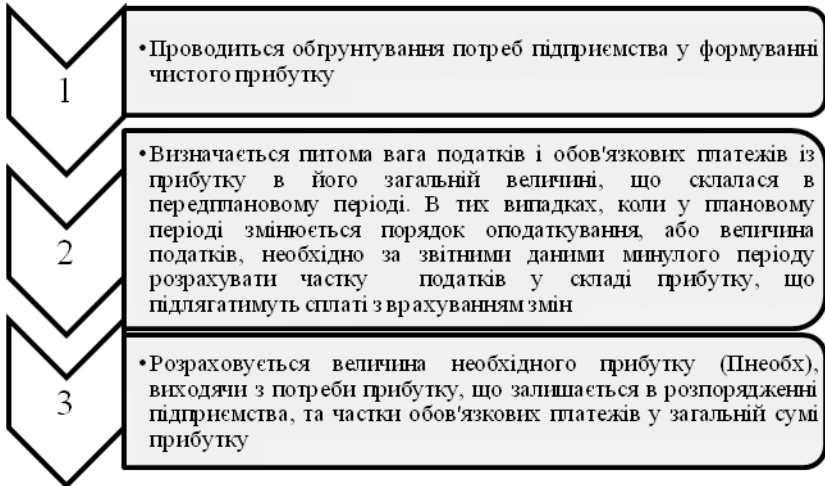 1
•Проводиться обґрунтування потреб підприємства у формуванні
чистого прибутку
2
•Визначається питома вага податків і обов'язкових платежів із
прибутку в його загальній величині, що склалася в
передплановому періоді. В тих випадках, коли у плановому
періоді змінюється порядок оподаткування, або величина
податків, необхідно за звітними даними минулого періоду
розрахувати частку податків у складі прибутку, що
підлягатимуть сплаті з врахуванням змін
3
•Розраховується величина необхідного прибутку (Пнеобх),
виходячи з потреби прибутку, що залишається в розпорядженні
підприємства, та частки обов'язкових платежів у загальній сумі
прибутку